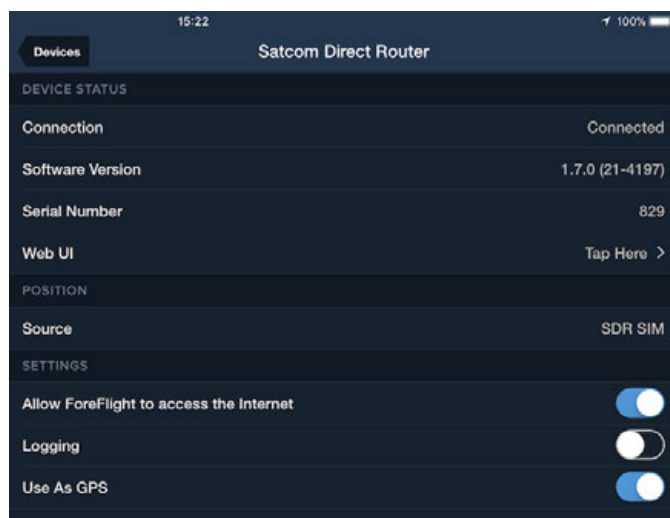 15:22 100%
Devices Satcom Direct Router
DEVICE STATUS
Connection Connected
Software Version 1.7.0 (21-4197)
Serial Number 829
Web UI Tap Here >
POSITION
Source SDR SIM
SETTINGS
Allow ForeFlight to access the Internet
Logging
Use As GPS